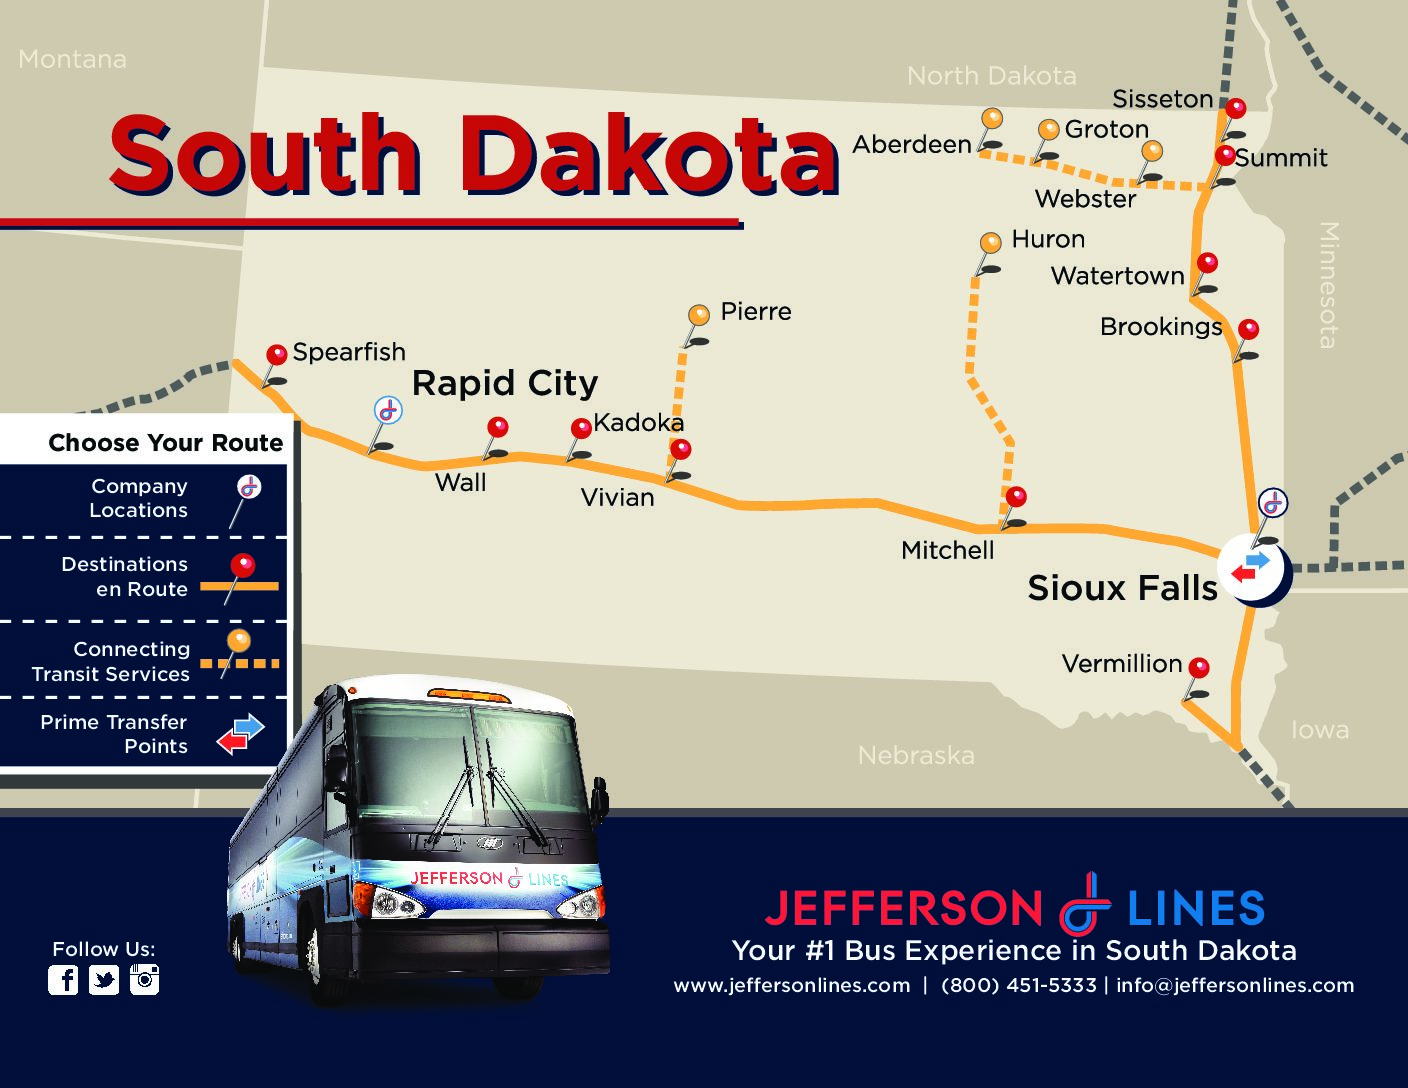 Montana
North Dakota
South Dakota
Sisseton
Groton
Aberdeen
Summit
Webster
Huron
Minnesota
Watertown
Pierre
Brookings
Spearfish
Rapid City
Kadoka
Wall
Vivian
Mitchell
Sioux Falls
Vermillion
Iowa
Nebraska
Choose Your Route
Company
Locations
Destinations
en Route
Connecting
Transit Services
Prime Transfer
Points
JEFFERSON LINES
JEFFERSON LINES
Your #1 Bus Experience in South Dakota
www.jeffersonlines.com | (800) 451-5333 | info@jeffersonlines.com
Follow Us: